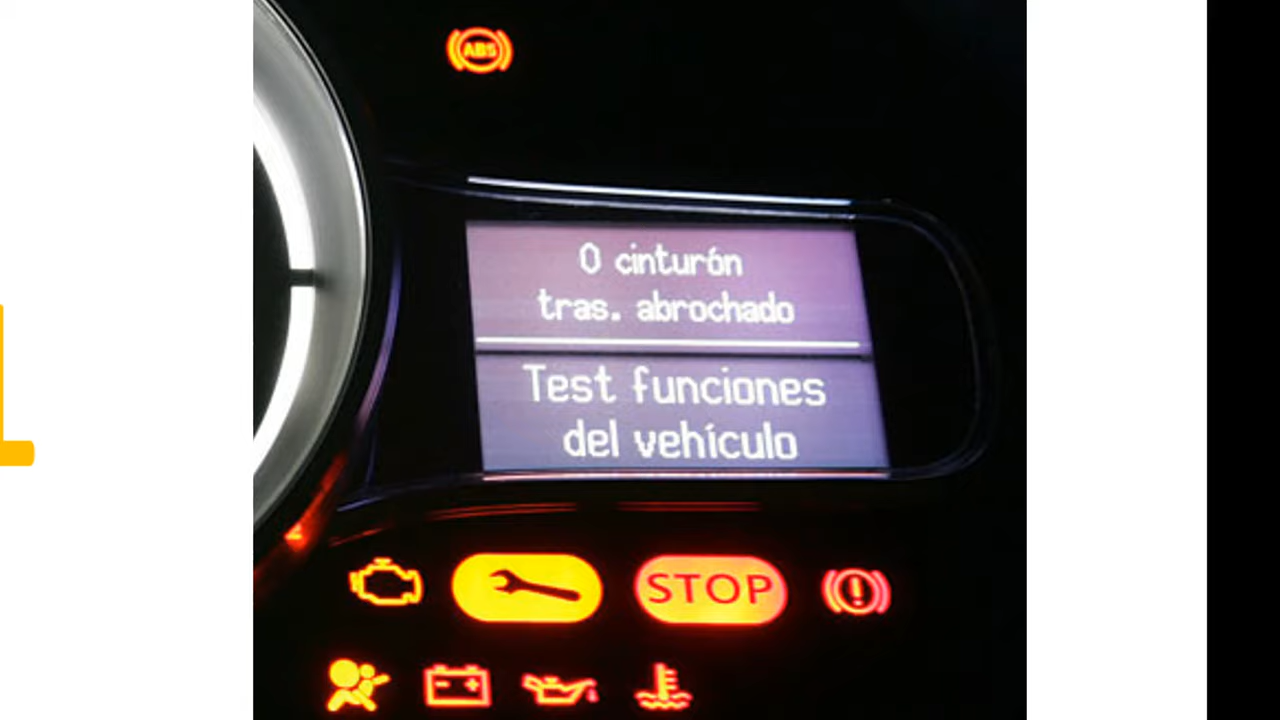 ABS
0 cinturón
tras. abrochado
Test funciones
del vehículo
STOP